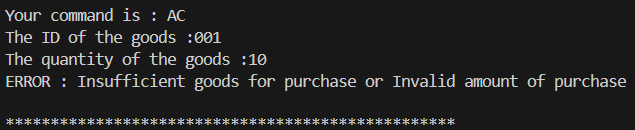 Your command is : AC
The ID of the goods :001
The quantity of the goods :10
ERROR : Insufficient goods for purchase or Invalid amount of purchase
**************************************************